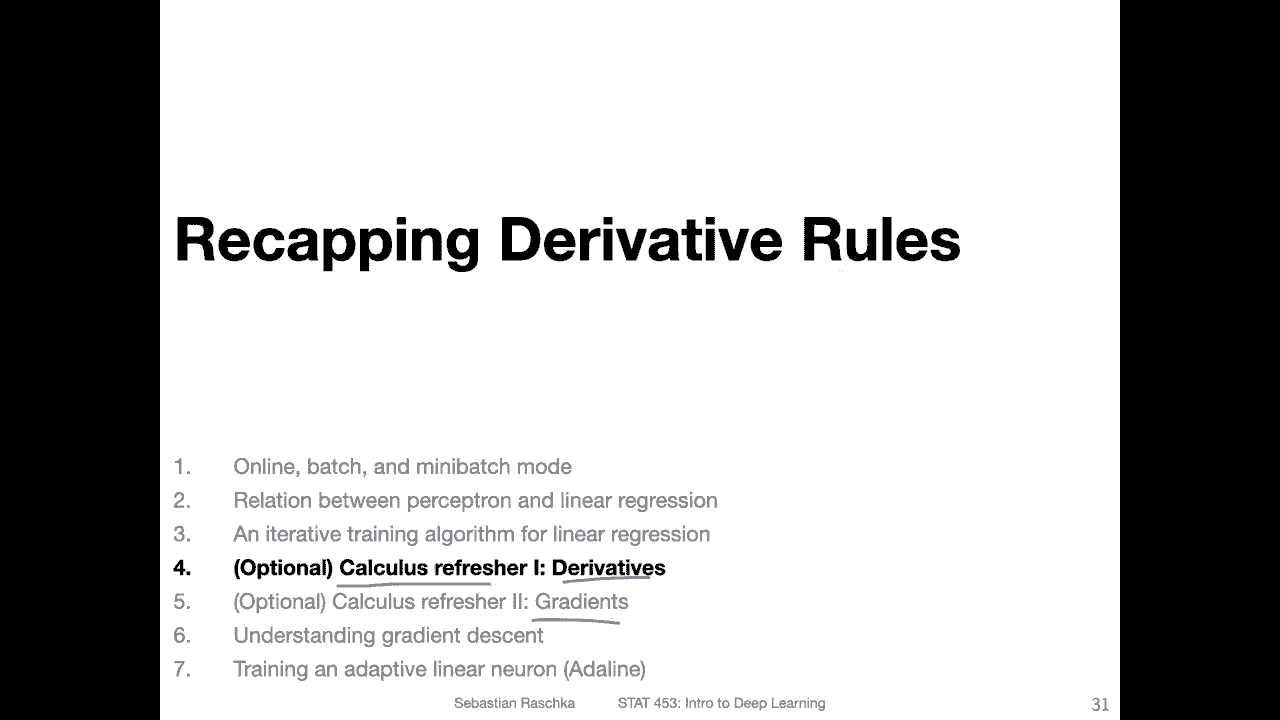 Recapping Derivative Rules
1. Online, batch, and minibatch mode
2. Relation between perceptron and linear regression
3. An iterative training algorithm for linear regression
4. (Optional) Calculus refresher I: Derivatives
5. (Optional) Calculus refresher II: Gradients
6. Understanding gradient descent
7. Training an adaptive linear neuron (Adaline)
Sebastian Raschka STAT 453: Intro to Deep Learning 31